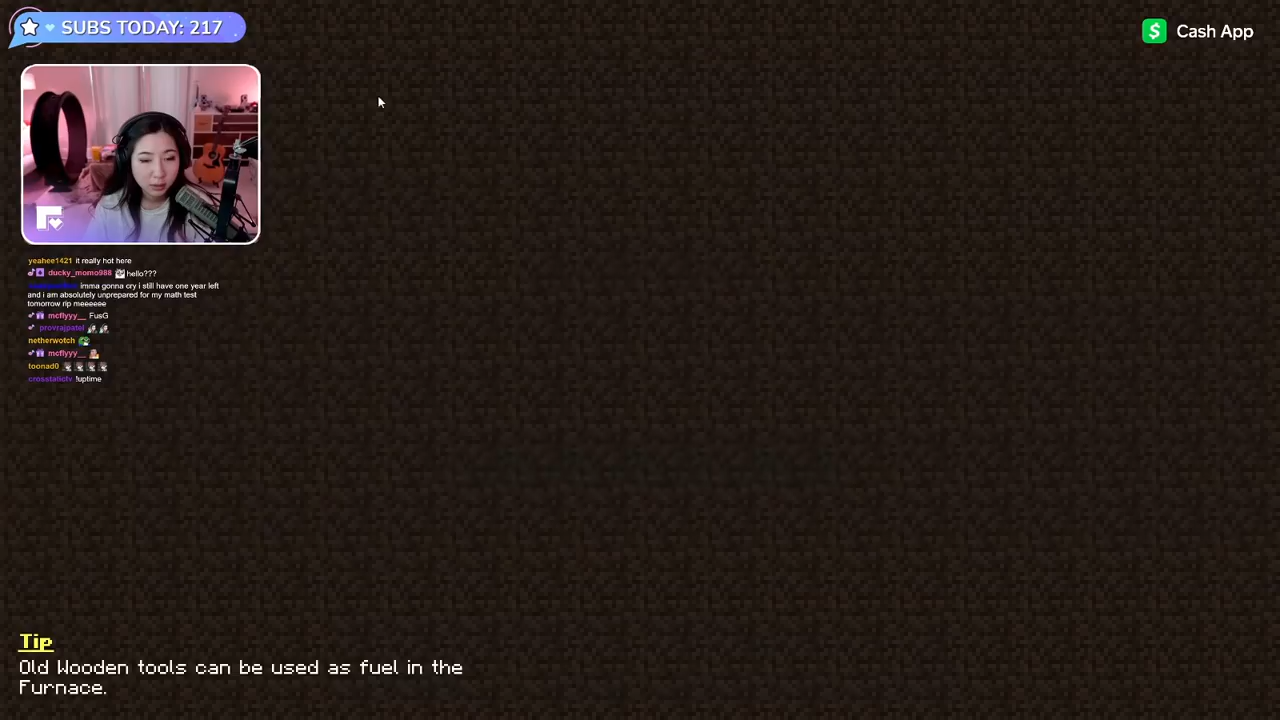 SUBS TODAY: 217
Cash App
yeahee1421 it really hot here
ducky_momo988 hello???
imma gonna cry i still have one year left
and i am absolutely unprepared for my math test
tomorrow rip meeeeee
mcflyyy__ FusG
provrajpatel
netherwotch
mcflyyy__
toonad0
crosstatictv !uptime
Tip
Old Wooden tools can be used as fuel in the
Furnace.